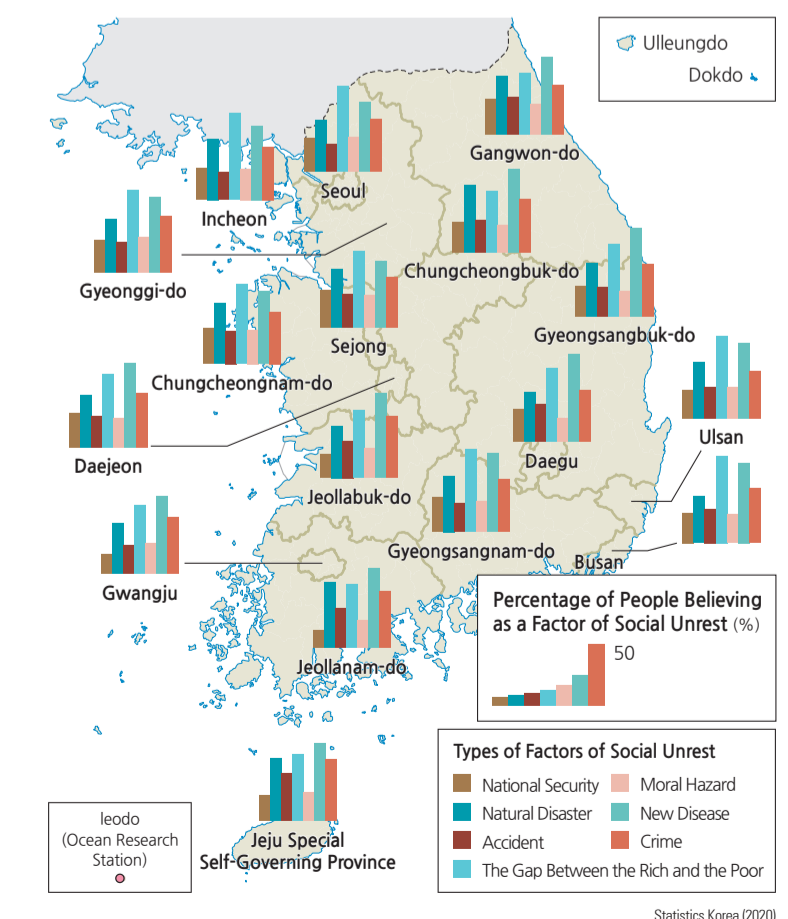 Ulleungdo
Dokdo
Gangwon-do
Seoul
Incheon
Chungcheongbuk-do
Gyeonggi-do
Gyeongsangbuk-do
Sejong
Chungcheongnam-do
Ulsan
Daejeon
Daegu
Jeollabuk-do
Gyeongsangnam-do
Busan
Gwangju
Percentage of People Believing
as a Factor of Social Unrest (%)
50
Jeollanam-do
Types of Factors of Social Unrest
National Security
Moral Hazard
Natural Disaster
New Disease
Accident
Crime
The Gap Between the Rich and the Poor
Ieodo
(Ocean Research
Station)
Jeju Special
Self-Governing Province
Statistics Korea (2020)